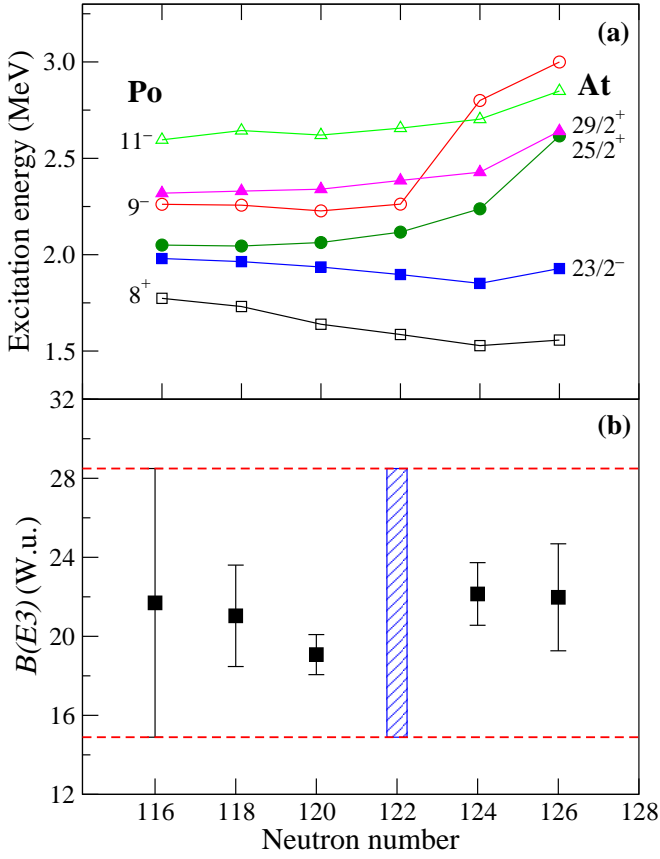 (a)
3.0
Po
At
11⁻
29/2⁺
25/2⁺
2.5
9⁻
2.0
23/2⁻
8⁺
1.5
Excitation energy (MeV)
(b)
32
28
24
20
16
12
B(E3) (W.u.)
116 118 120 122 124 126 128
Neutron number